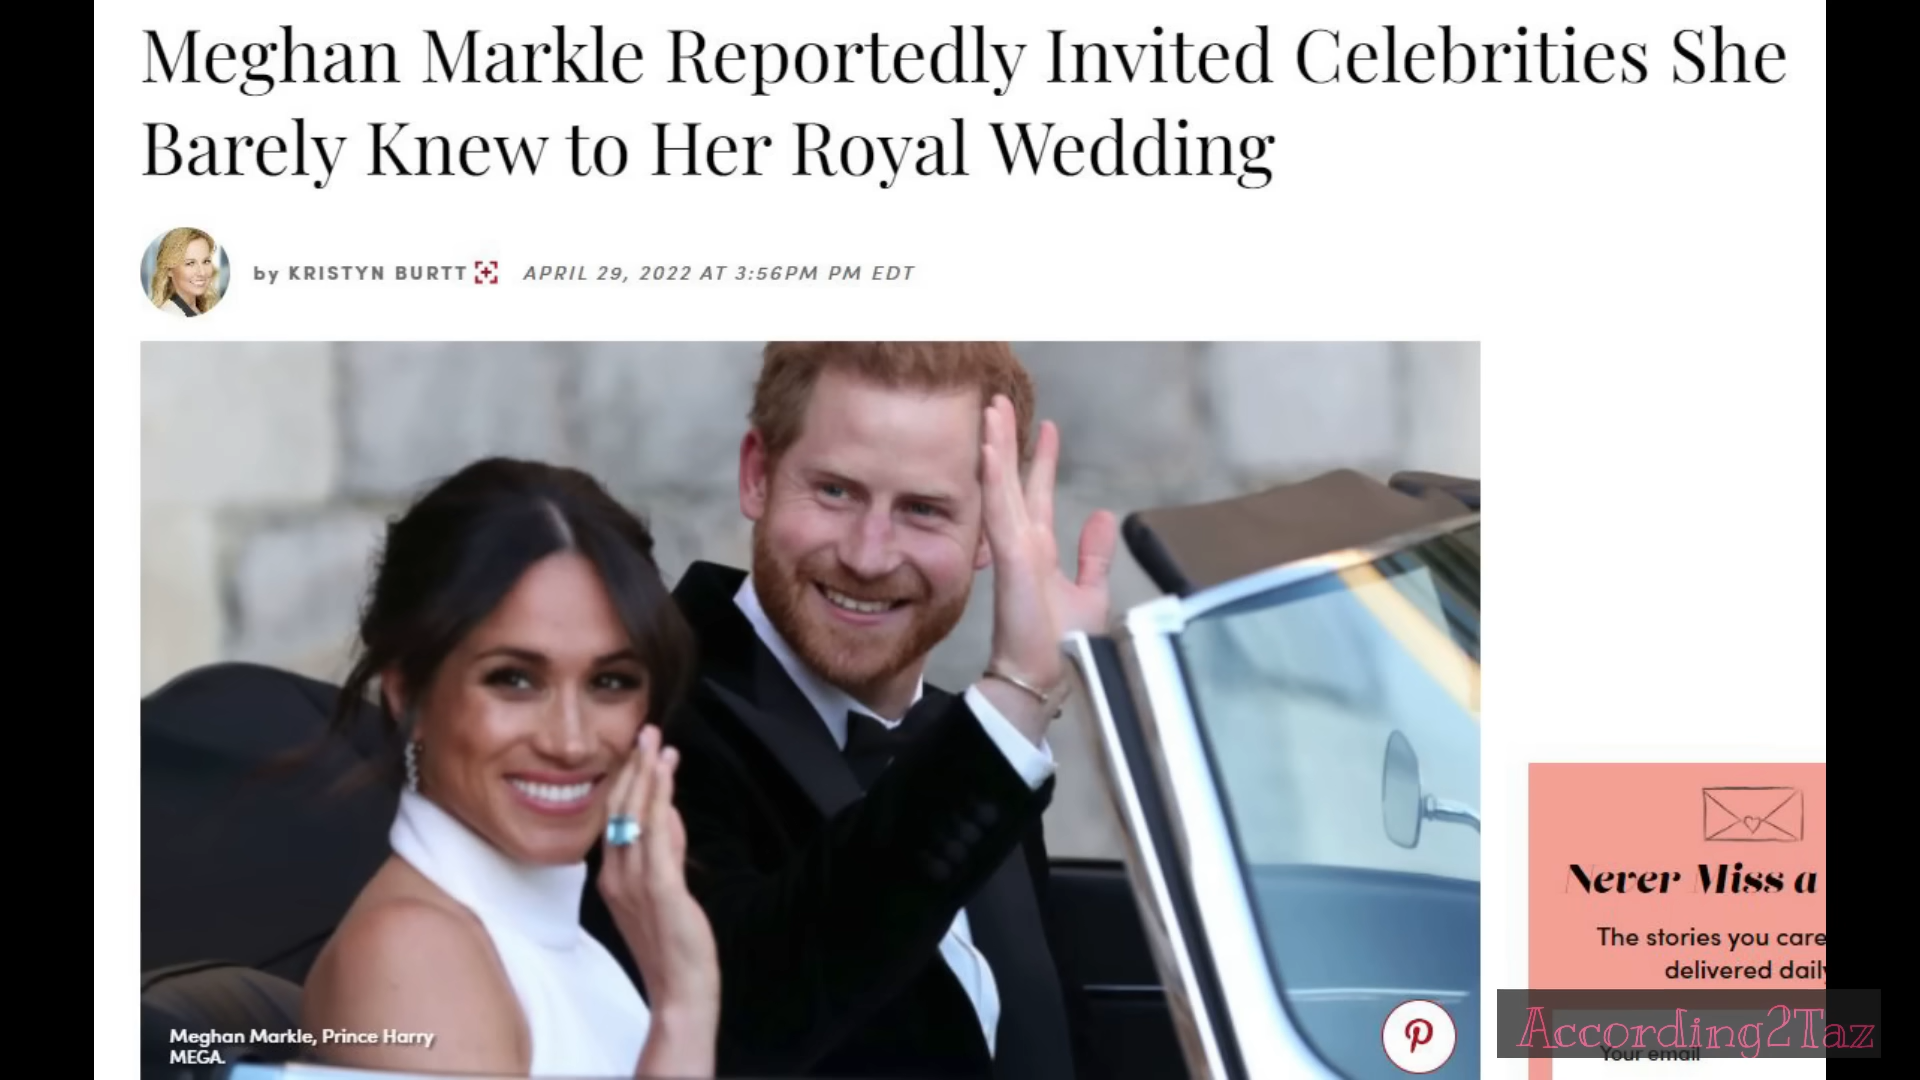 Meghan Markle Reportedly Invited Celebrities She
Barely Knew to Her Royal Wedding
by KRISTYN BURTT APRIL 29, 2022 AT 3:56PM PM EDT
Meghan Markle, Prince Harry
MEGA.
Never Miss a
The stories you care
delivered daily
According2Taz
Your email